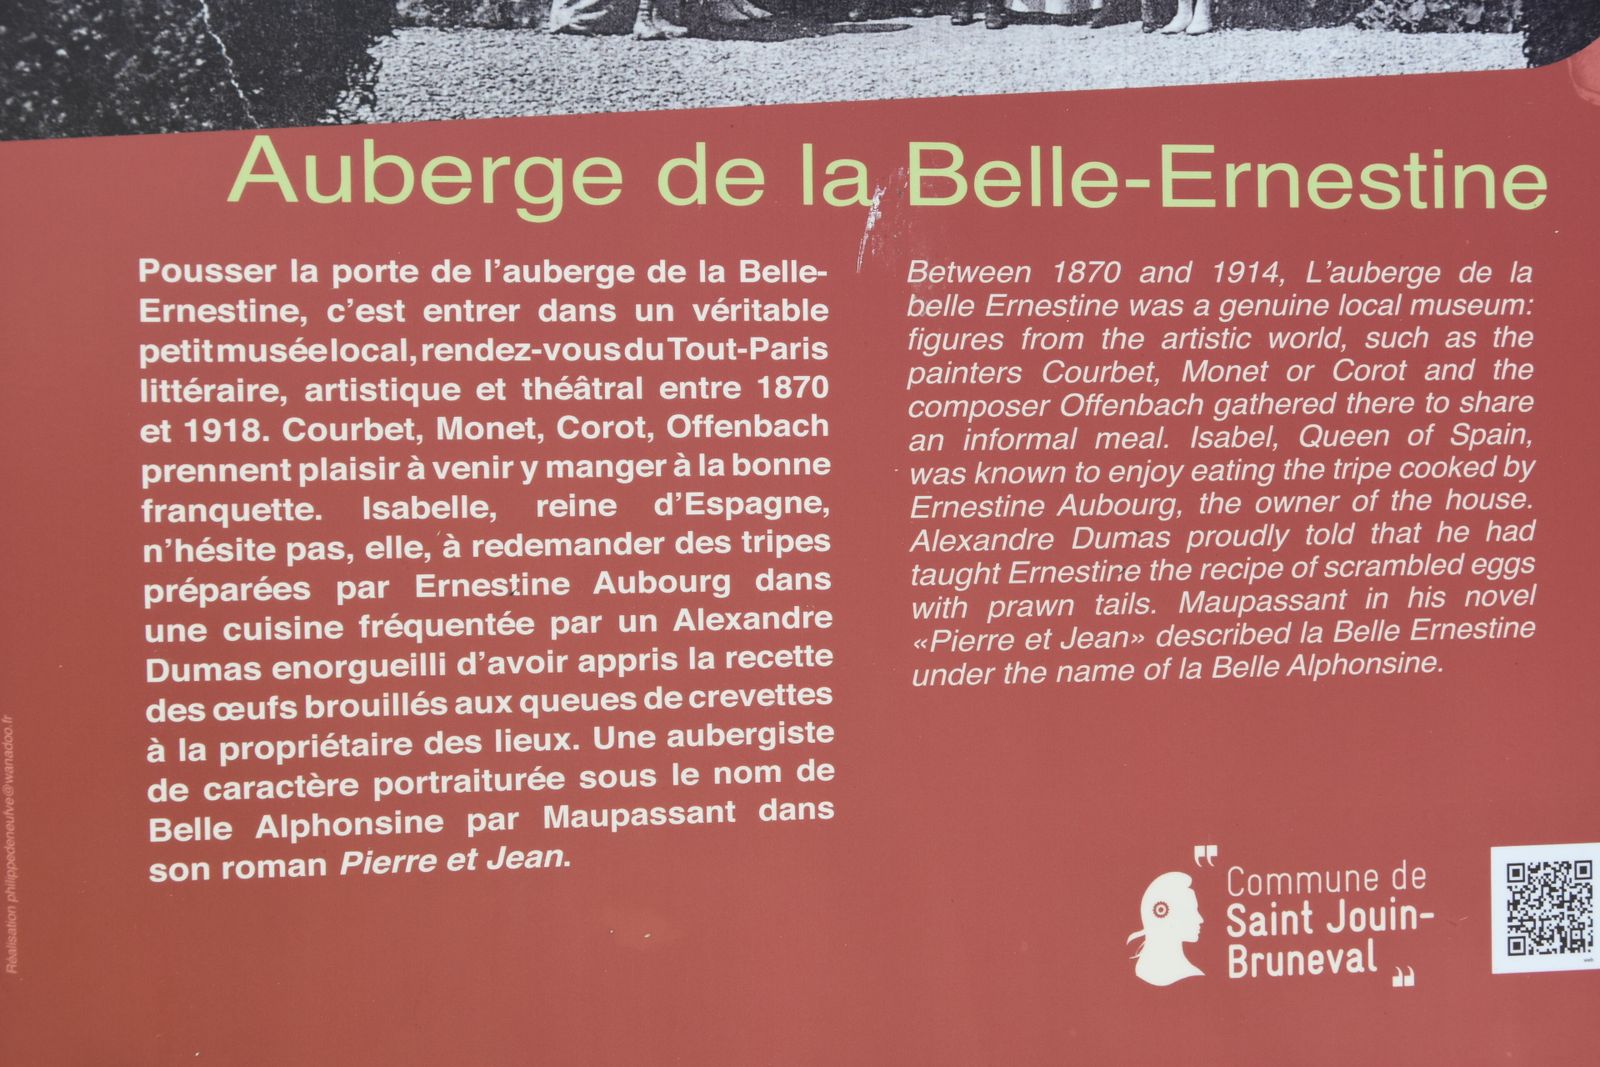 Auberge de la Belle-Ernestine
Pousser la porte de l'auberge de la Belle-
Ernestine, c'est entrer dans un véritable
petit musée local, rendez-vous du Tout-Paris
littéraire, artistique et théâtral entre 1870
et 1918. Courbet, Monet, Corot, Offenbach
prennent plaisir à venir y manger à la bonne
franquette. Isabelle, reine d'Espagne,
n'hésite pas, elle, à redemander des tripes
préparées par Ernestine Aubourg dans
une cuisine fréquentée par un Alexandre
Dumas enorgueilli d'avoir appris la recette
des œufs brouillés aux queues de crevettes
à la propriétaire des lieux. Une aubergiste
de caractère portraiturée sous le nom de
Belle Alphonsine par Maupassant dans
son roman Pierre et Jean.
Between 1870 and 1914, L'auberge de la
belle Ernestine was a genuine local museum:
figures from the artistic world, such as the
painters Courbet, Monet or Corot and the
composer Offenbach gathered there to share
an informal meal. Isabel, Queen of Spain,
was known to enjoy eating the tripe cooked by
Ernestine Aubourg, the owner of the house.
Alexandre Dumas proudly told that he had
taught Ernestine the recipe of scrambled eggs
with prawn tails. Maupassant in his novel
«Pierre et Jean» described la Belle Ernestine
under the name of la Belle Alphonsine.
Réalisation philippedeneufve@wanadoo.fr
Commune de
Saint Jouin-
Bruneval